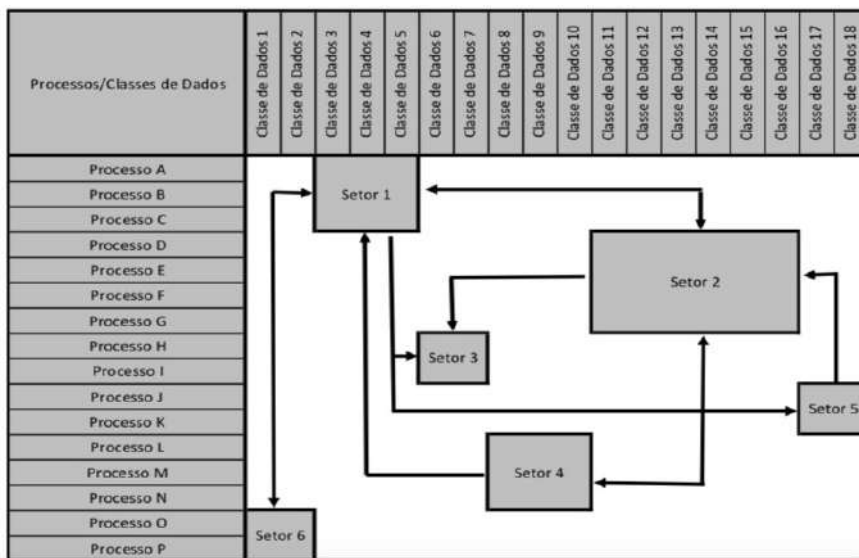 Processos/Classes de Dados
Classe de Dados 1
Classe de Dados 2
Classe de Dados 3
Classe de Dados 4
Classe de Dados 5
Classe de Dados 6
Classe de Dados 7
Classe de Dados 8
Classe de Dados 9
Classe de Dados 10
Classe de Dados 11
Classe de Dados 12
Classe de Dados 13
Classe de Dados 14
Classe de Dados 15
Classe de Dados 16
Classe de Dados 17
Classe de Dados 18
Processo A
Processo B
Setor 1
Processo C
Processo D
Processo E
Setor 2
Processo F
Processo G
Processo H
Setor 3
Processo I
Processo J
Setor 5
Processo K
Processo L
Processo M
Setor 4
Processo N
Processo O
Setor 6
Processo P